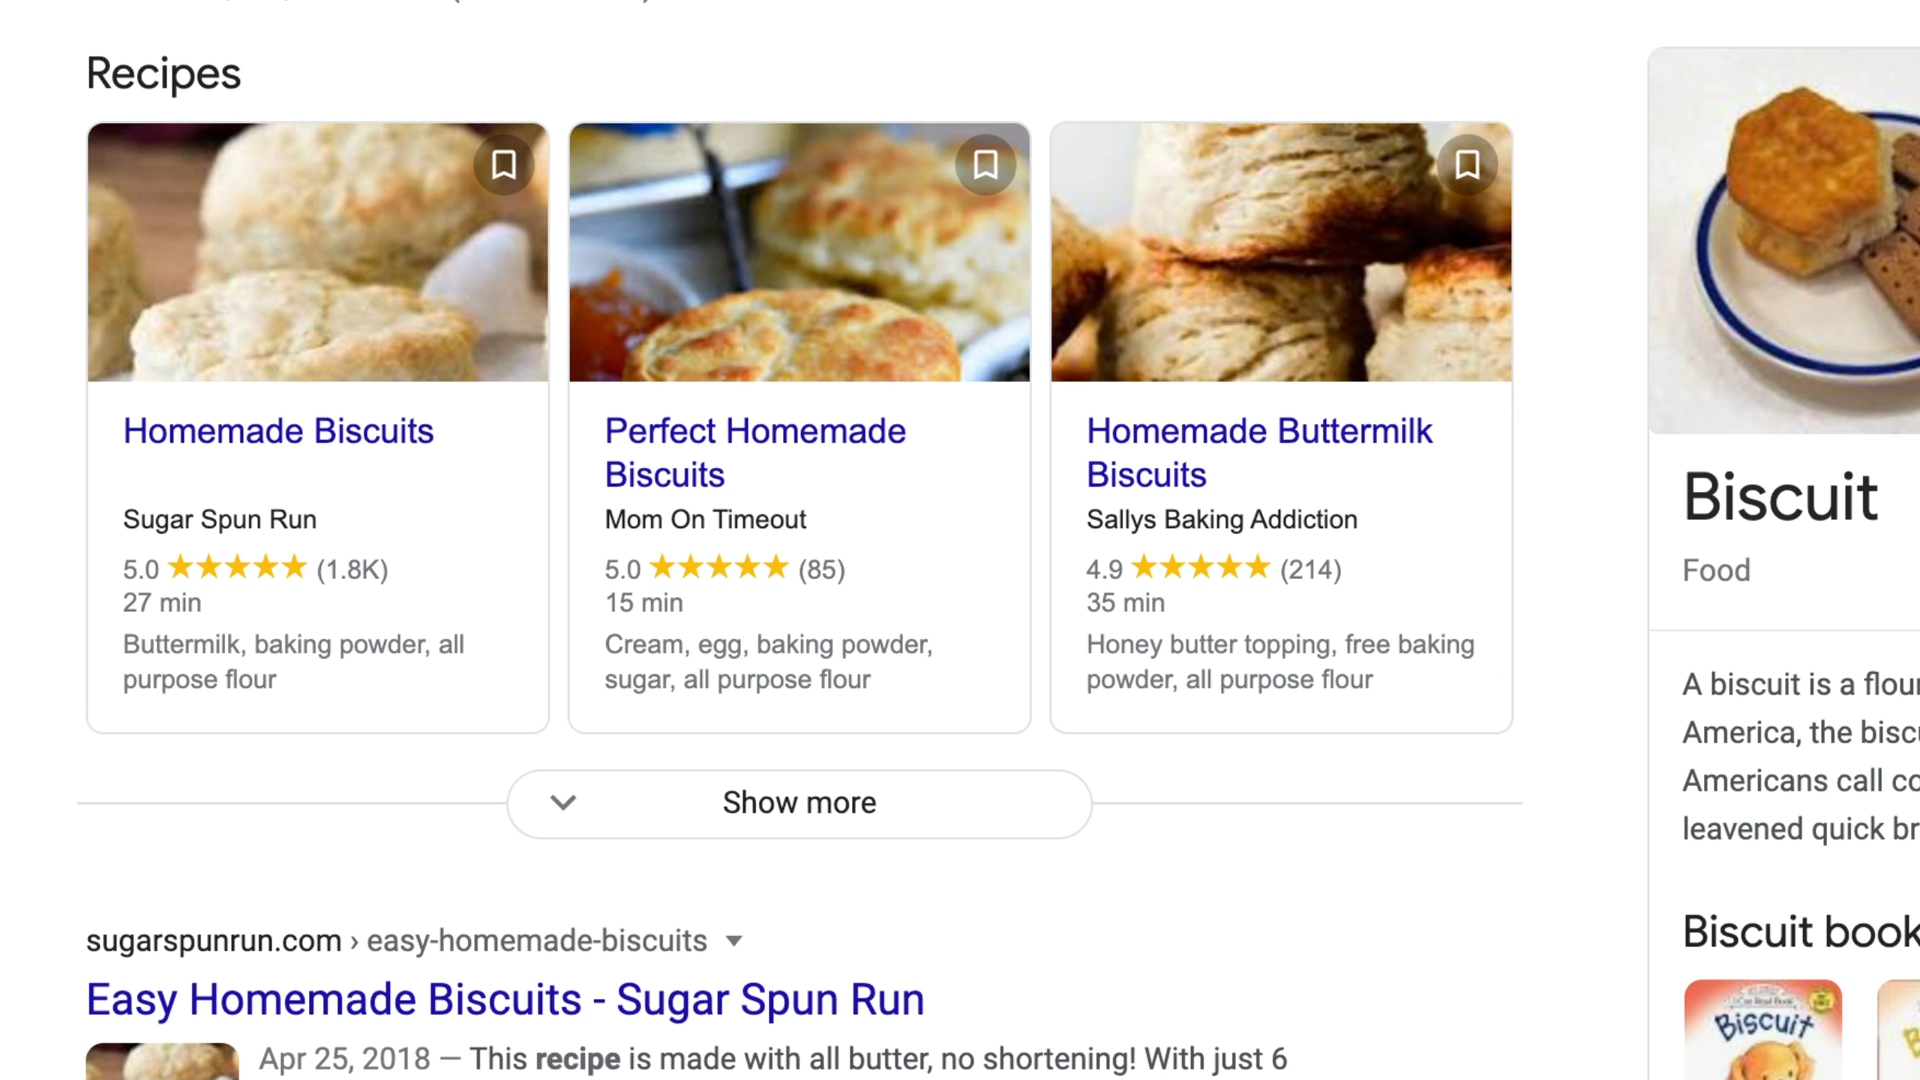 Recipes
Homemade Biscuits
Sugar Spun Run
5.0 ★★★★★ (1.8K)
27 min
Buttermilk, baking powder, all
purpose flour
Perfect Homemade
Biscuits
Mom On Timeout
5.0 ★★★★★ (85)
15 min
Cream, egg, baking powder,
sugar, all purpose flour
Homemade Buttermilk
Biscuits
Sallys Baking Addiction
4.9 ★★★★★ (214)
35 min
Honey butter topping, free baking
powder, all purpose flour
Show more
sugarspunrun.com › easy-homemade-biscuits
Easy Homemade Biscuits - Sugar Spun Run
Apr 25, 2018 — This recipe is made with all butter, no shortening! With just 6
Biscuit
Food
A biscuit is a flour
America, the biscu
Americans call co
leavened quick br
Biscuit book
I Can Read Book
Biscuit